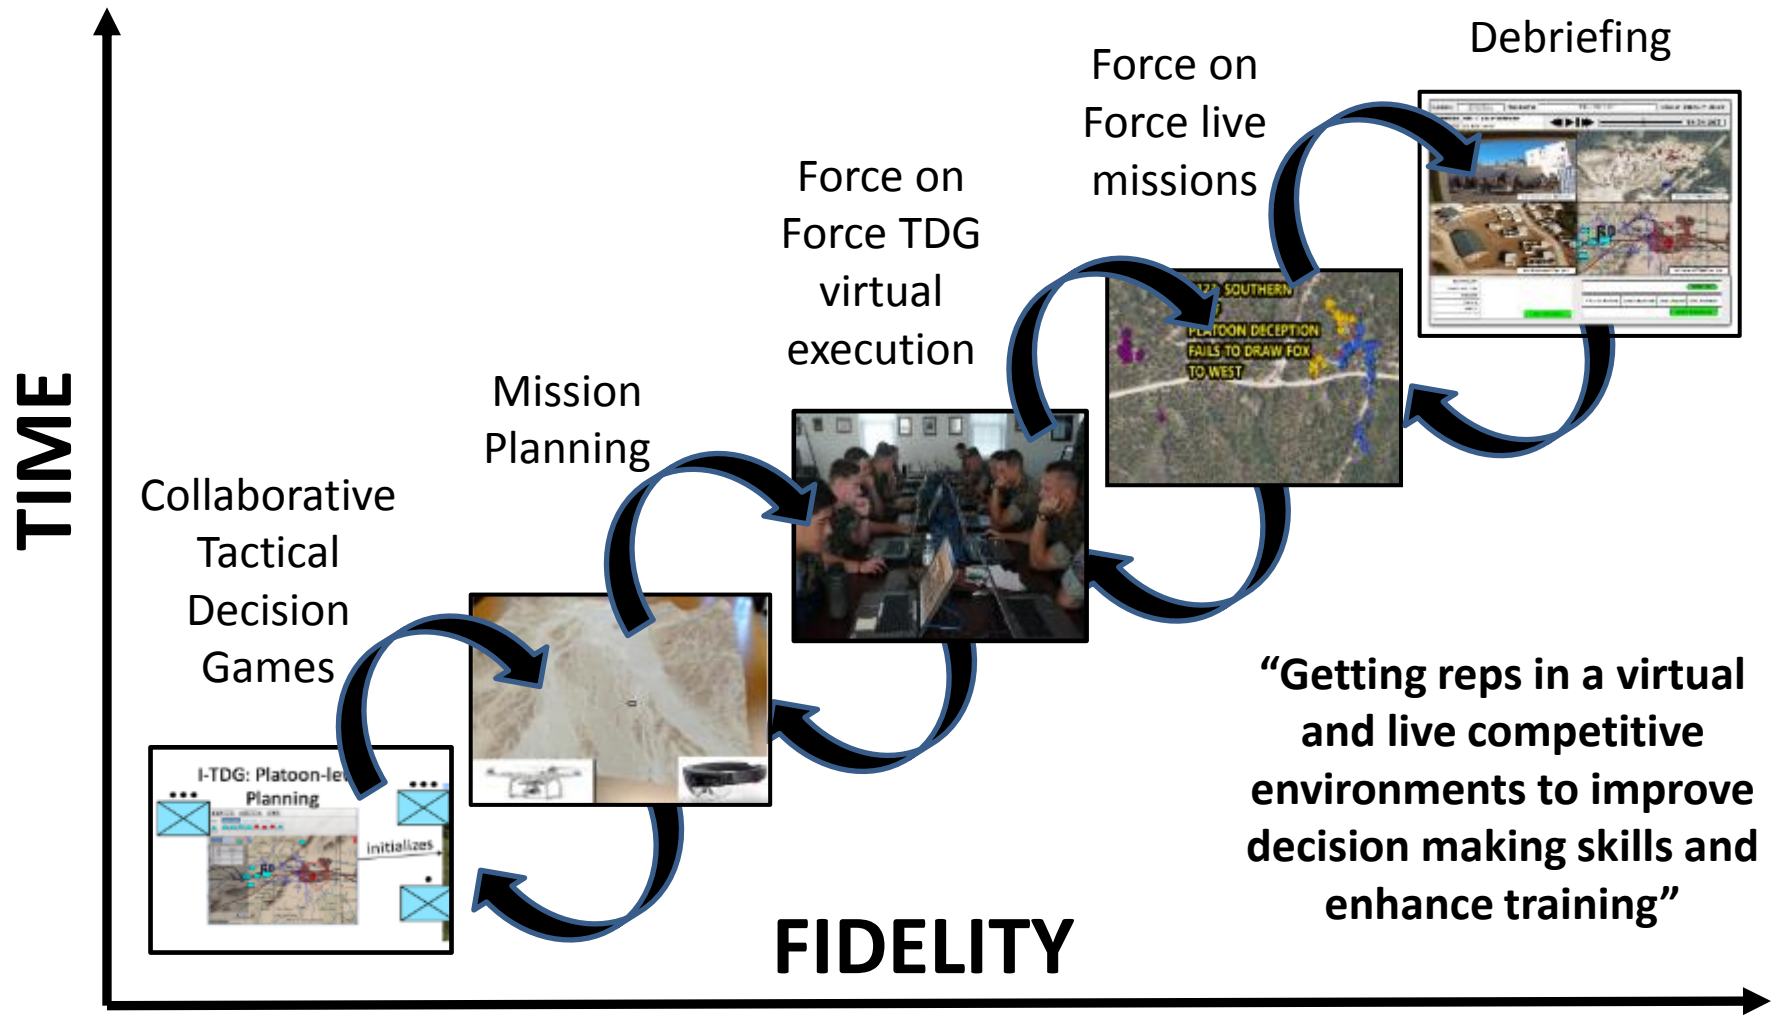 Debriefing
Force on
Force live
missions
Force on
Force TDG
virtual
execution
Mission
Planning
Collaborative
Tactical
Decision
Games
TIME
SOUTHERN
PLATOON DECEPTION
FAILS TO DRAW FOX
TO WEST
I-TDG: Platoon-lev
Planning
initializes
“Getting reps in a virtual
and live competitive
environments to improve
decision making skills and
enhance training”
FIDELITY